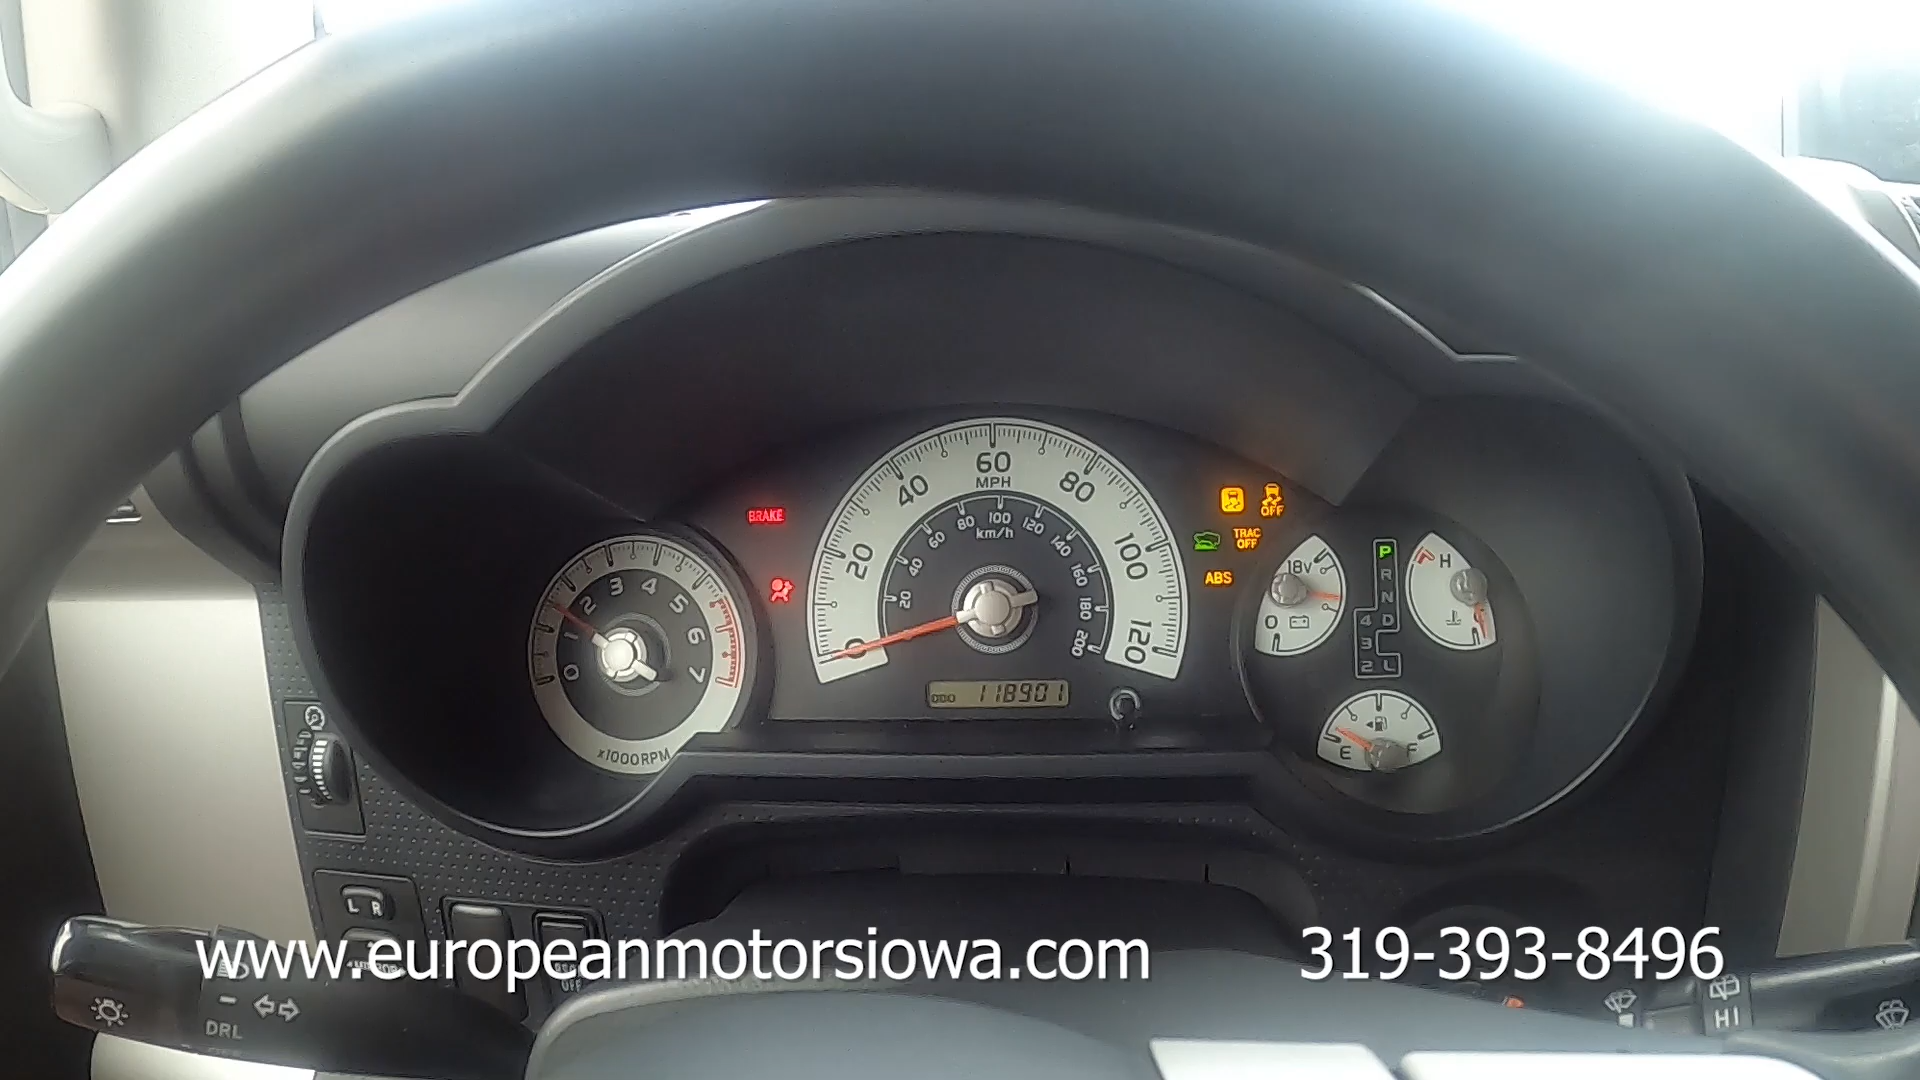 60
MPH
40
80
20
100
0
120
100
80
120
km/h
60
140
40
160
20
180
200
BRAKE
OFF
TRAC
OFF
ABS
ODO 118901
0
1
2
3
4
5
6
7
x1000RPM
18V
0
P
R
N
4 D
3
2 L
H
C
E
F
L R
OFF
DRL
HI
www.europeanmotorsiowa.com
319-393-8496